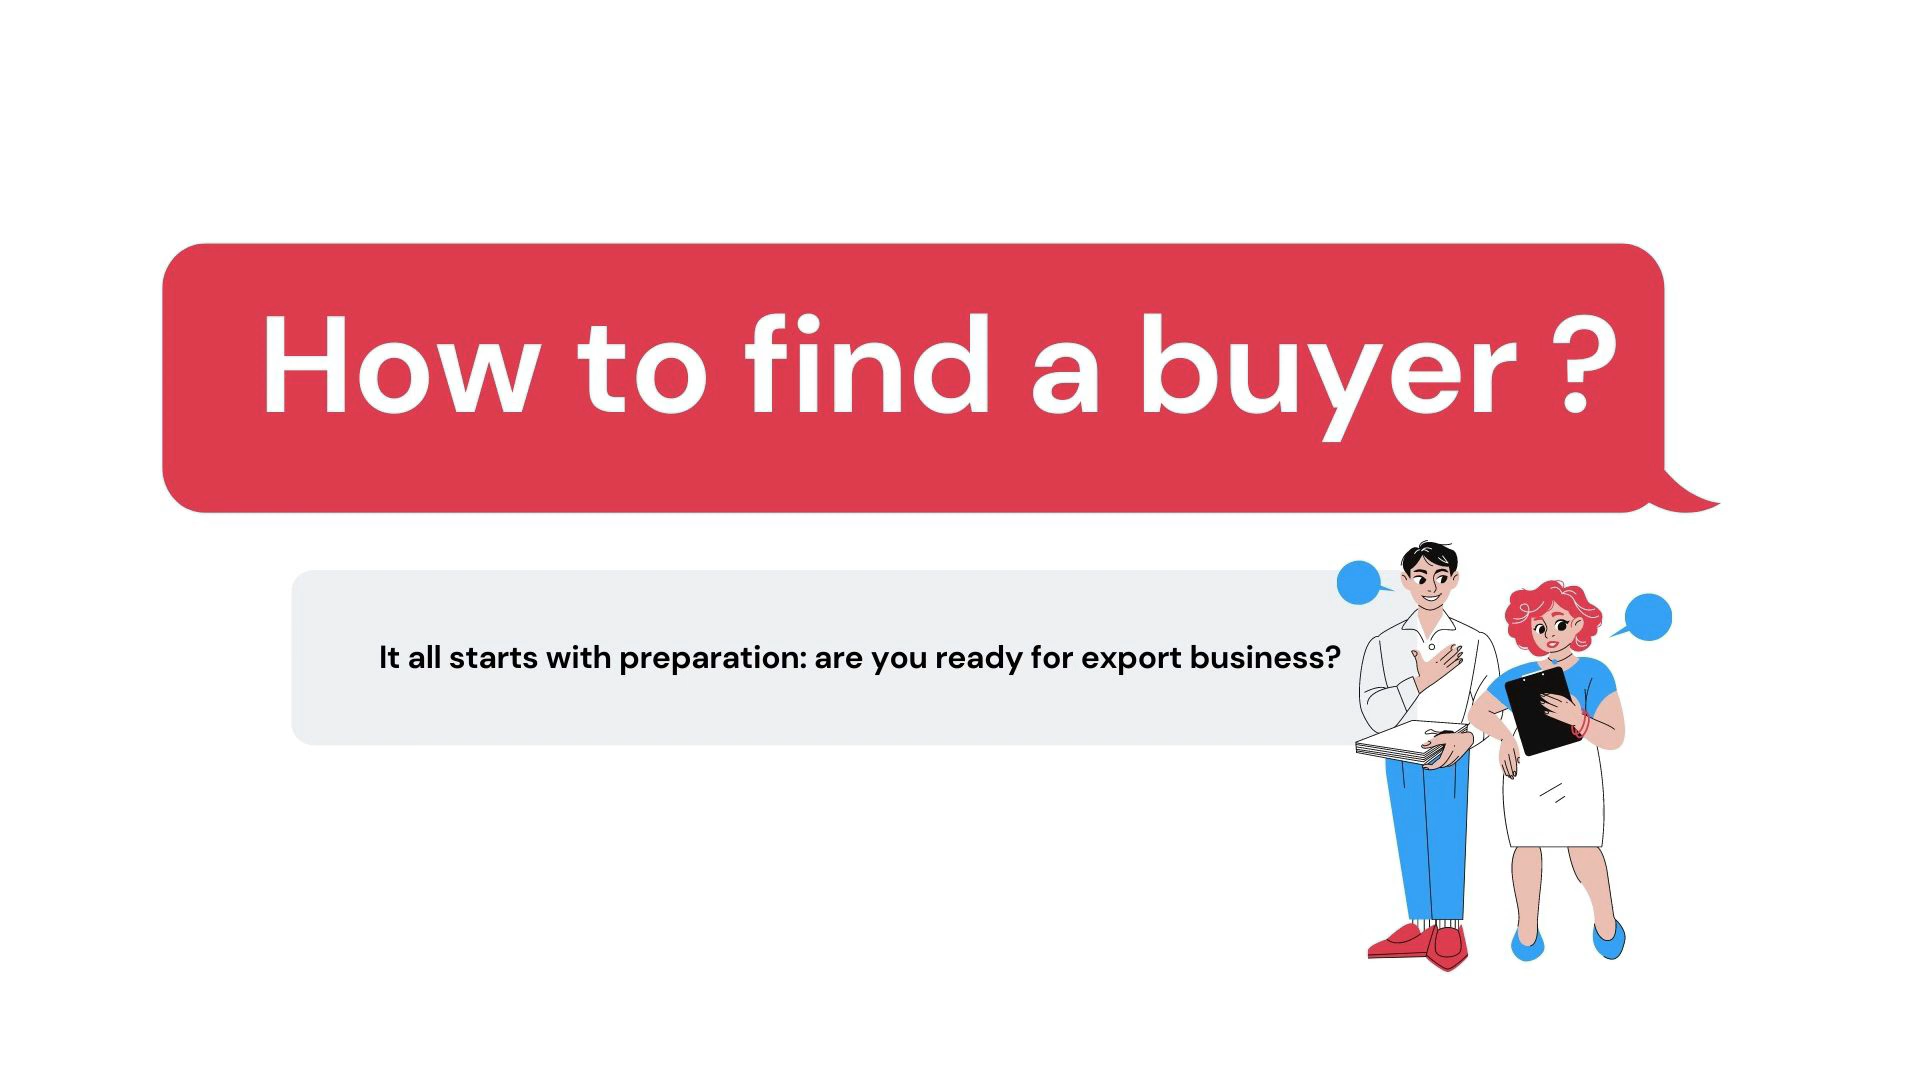 How to find a buyer ?
It all starts with preparation: are you ready for export business?